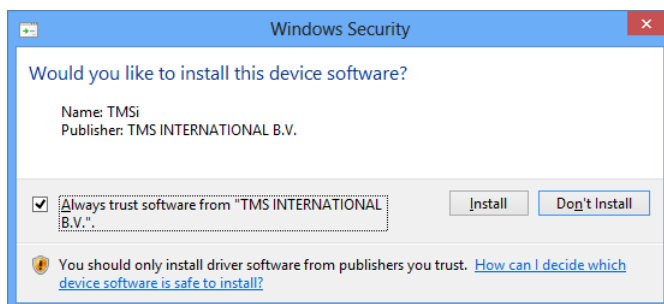 Windows Security
Would you like to install this device software?
Name: TMSi
Publisher: TMS INTERNATIONAL B.V.
Always trust software from "TMS INTERNATIONAL
B.V.".
Install
Don't Install
You should only install driver software from publishers you trust. How can I decide which
device software is safe to install?